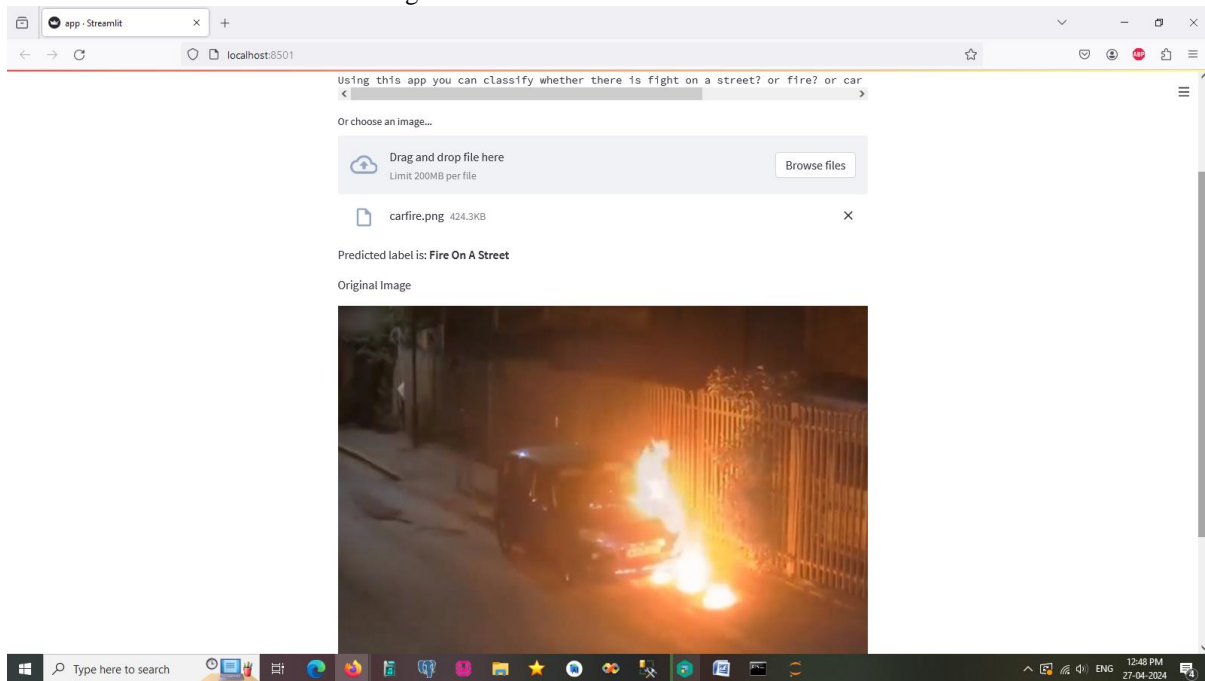 app · Streamlit
localhost:8501
ABP
Using this app you can classify whether there is fight on a street? or fire? or car
Or choose an image...
Drag and drop file here
Limit 200MB per file
Browse files
carfire.png 424.3KB
Predicted label is: Fire On A Street
Original Image
Type here to search
ENG
12:48 PM
27-04-2024
4